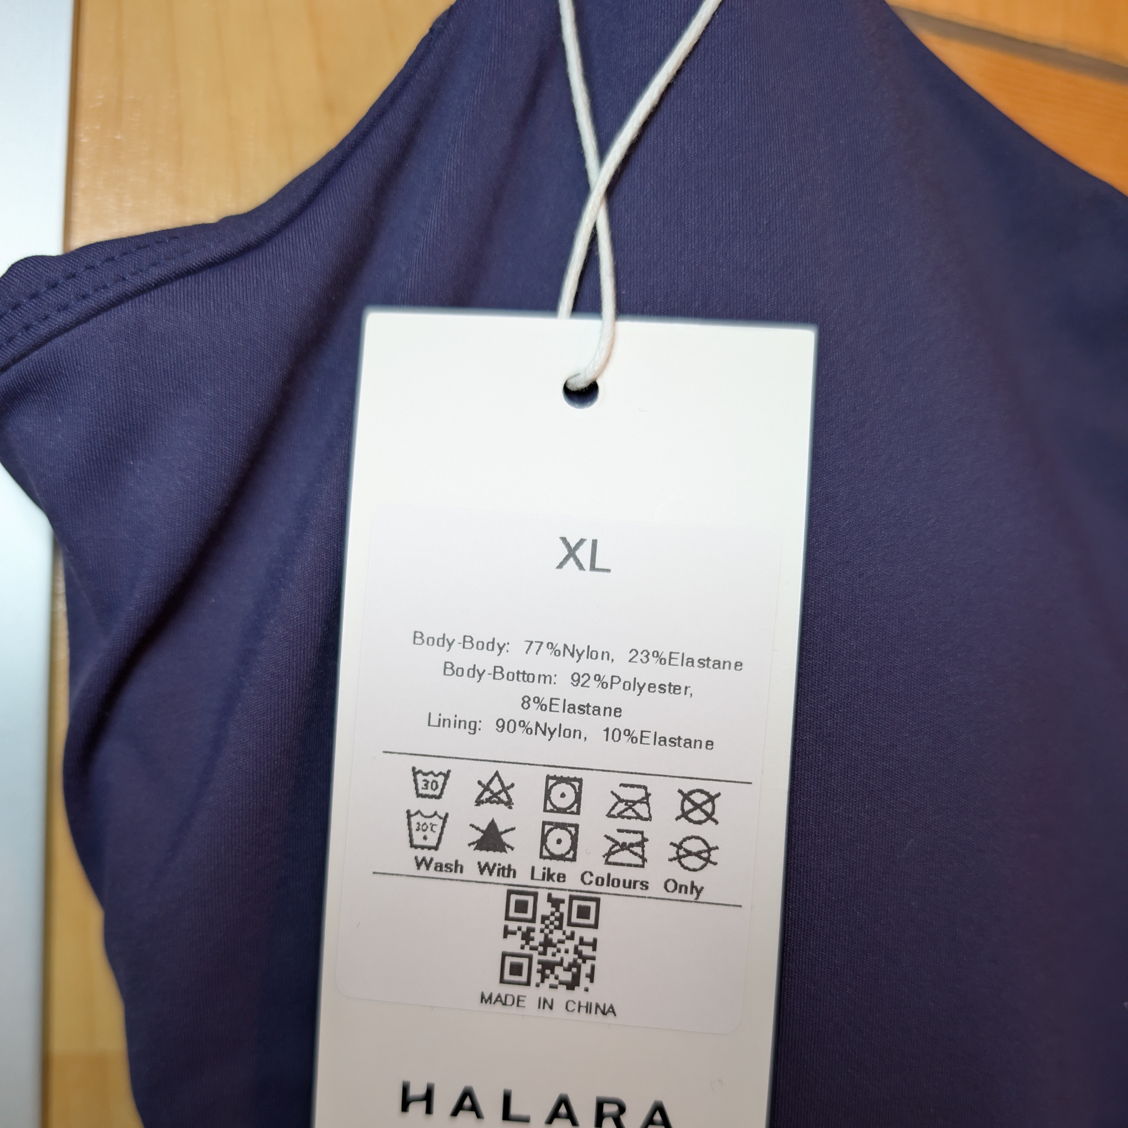 XL
Body-Body: 77%Nylon, 23%Elastane
Body-Bottom: 92%Polyester,
8%Elastane
Lining: 90%Nylon, 10%Elastane
30
30℃
Wash With Like Colours Only
MADE IN CHINA
HALARA